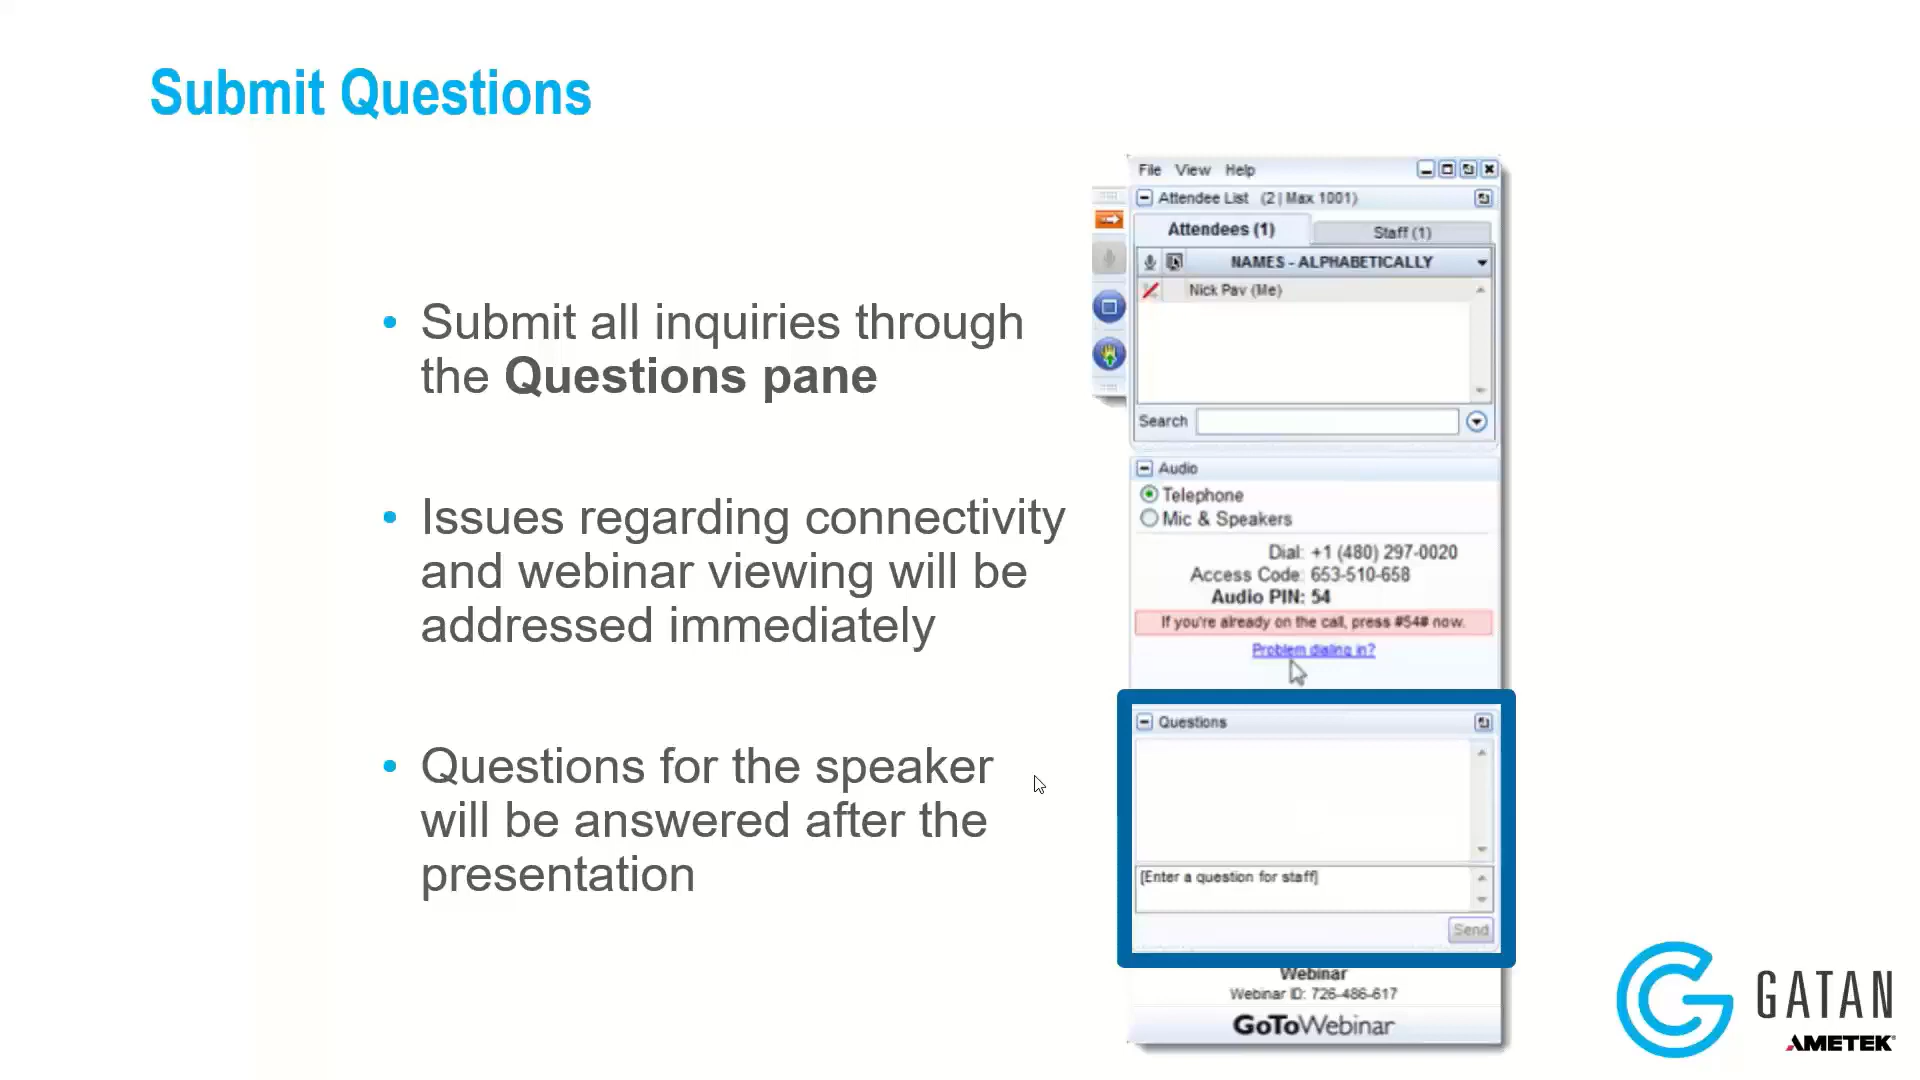 Submit Questions
• Submit all inquiries through
the Questions pane
• Issues regarding connectivity
and webinar viewing will be
addressed immediately
• Questions for the speaker
will be answered after the
presentation
File View Help
Attendee List (2 | Max 1001)
Attendees (1) Staff (1)
NAMES - ALPHABETICALLY
Nick Pav (Me)
Search
Audio
Telephone
Mic & Speakers
Dial: +1 (480) 297-0020
Access Code: 653-510-658
Audio PIN: 54
If you're already on the call, press #54# now.
Problem dialing in?
Questions
[Enter a question for staff]
Send
Webinar
Webinar ID: 726-486-617
GoToWebinar
GATAN
AMETEK®